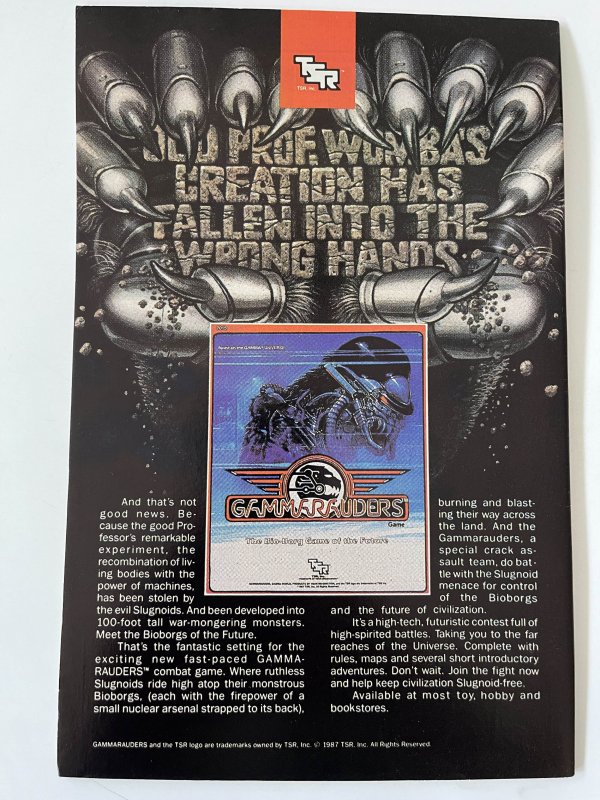 TSR
TSR, Inc.
OLD PROF. WOMBA'S
CREATION HAS
FALLEN INTO THE
WRONG HANDS.
GAMMARAUDERS
Game
The Bio-Borg Game of the Future
TSR
And that's not
good news. Be-
cause the good Pro-
fessor's remarkable
experiment, the
recombination of liv-
ing bodies with the
power of machines,
has been stolen by
the evil Slugnoids. And been developed into
100-foot tall war-mongering monsters.
Meet the Bioborgs of the Future.
That's the fantastic setting for the
exciting new fast-paced GAMMA-
RAUDERS™ combat game. Where ruthless
Slugnoids ride high atop their monstrous
Bioborgs, (each with the firepower of a
small nuclear arsenal strapped to its back),
burning and blast-
ing their way across
the land. And the
Gammarauders, a
special crack as-
sault team, do bat-
tle with the Slugnoid
menace for control
of the Bioborgs
and the future of civilization.
It's a high-tech, futuristic contest full of
high-spirited battles. Taking you to the far
reaches of the Universe. Complete with
rules, maps and several short introductory
adventures. Don't wait. Join the fight now
and help keep civilization Slugnoid-free.
Available at most toy, hobby and
bookstores.
GAMMARAUDERS and the TSR logo are trademarks owned by TSR, Inc. © 1987 TSR, Inc. All Rights Reserved.